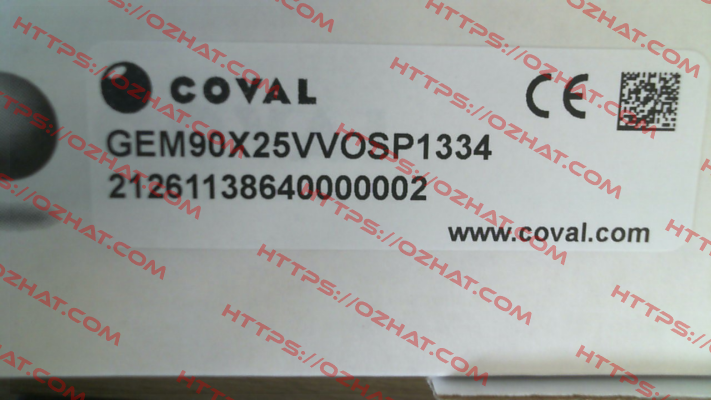 COVAL
CE
GEM90X25VVOSP1334
21261138640000002
www.coval.com
HTTPS://OZHAT.COM